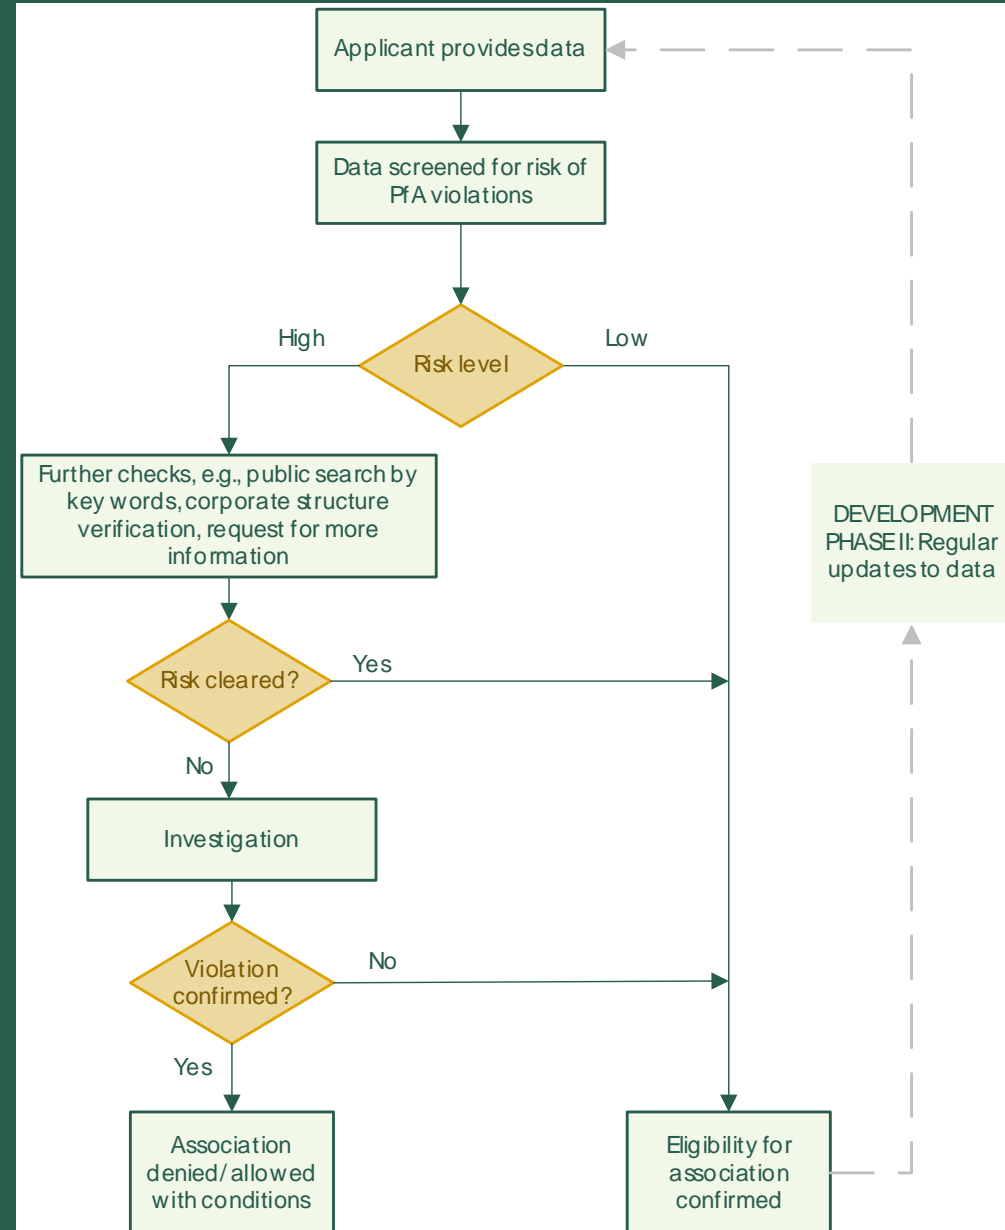 Applicant provides data
Data screened for risk of
PfA violations
High
Low
Risk level
Further checks, e.g., public search by
key words, corporate structure
verification, request for more
information
DEVELOPMENT
PHASE II: Regular
updates to data
Risk cleared?
Yes
No
Investigation
Violation
confirmed?
No
Yes
Association
denied/allowed
with conditions
Eligibility for
association
confirmed